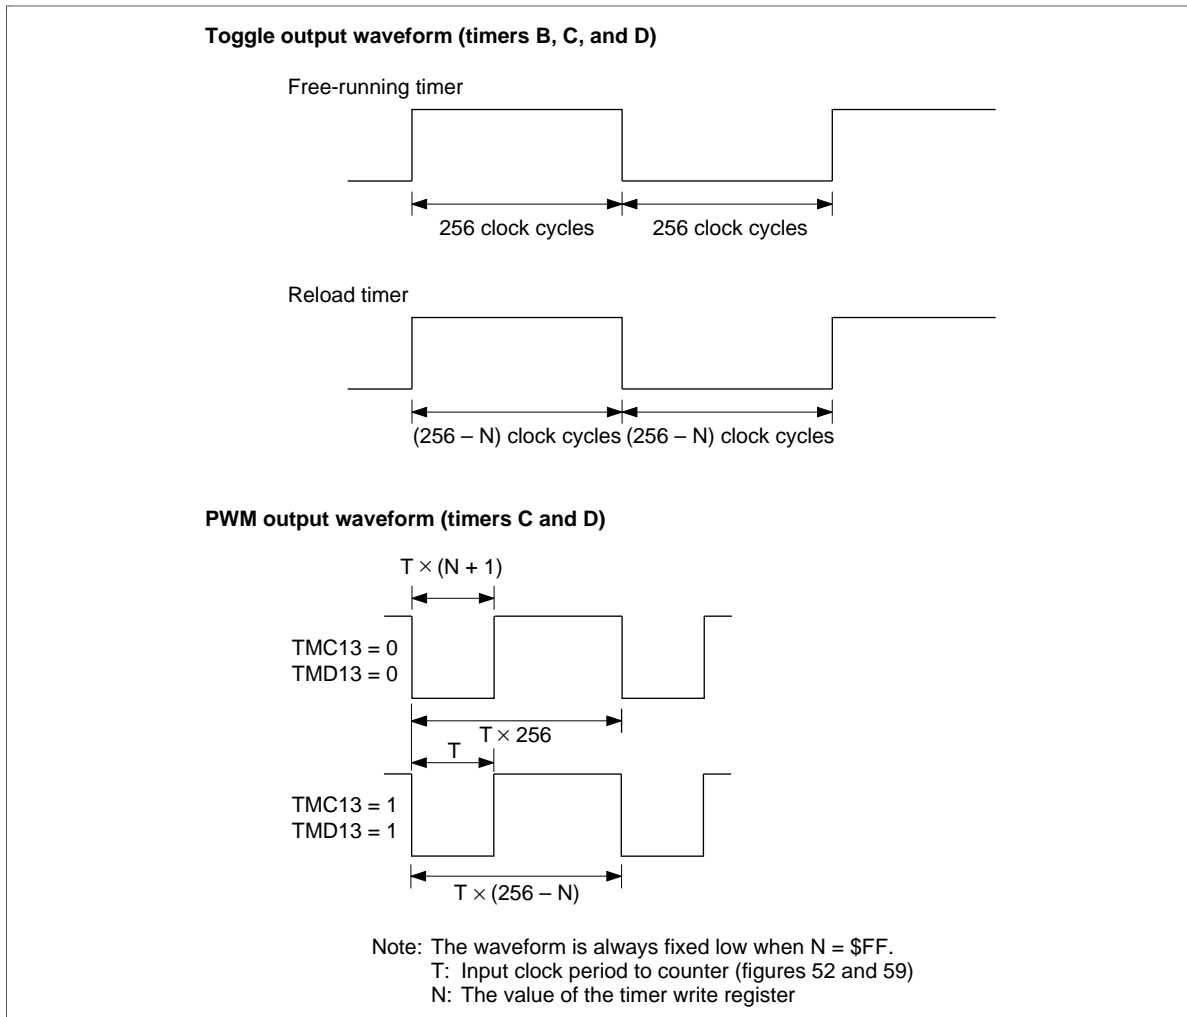 Toggle output waveform (timers B, C, and D)
Free-running timer
256 clock cycles 256 clock cycles
Reload timer
(256 – N) clock cycles (256 – N) clock cycles
PWM output waveform (timers C and D)
T × (N + 1)
TMC13 = 0
TMD13 = 0
T × 256
T
TMC13 = 1
TMD13 = 1
T × (256 – N)
Note: The waveform is always fixed low when N = $FF.
T: Input clock period to counter (figures 52 and 59)
N: The value of the timer write register